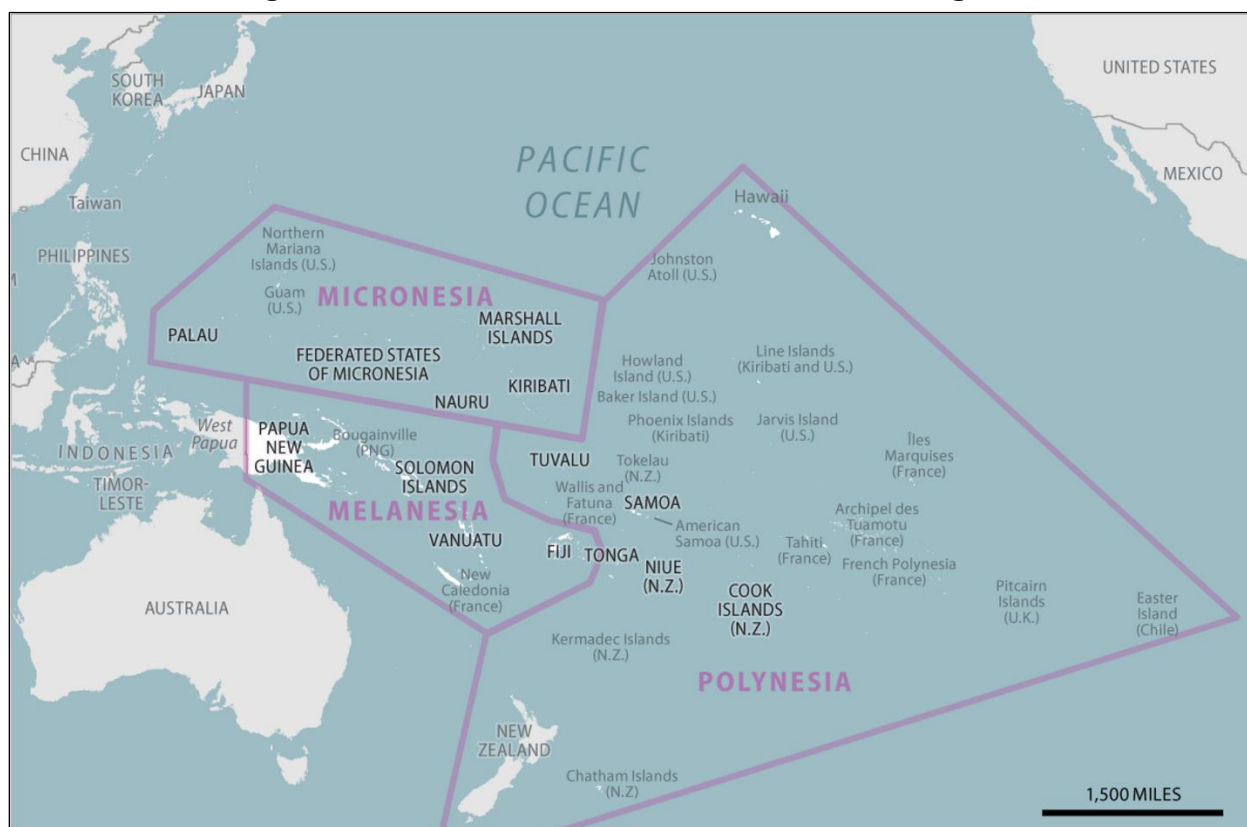 PACIFIC
OCEAN
UNITED STATES
MEXICO
SOUTH
KOREA
JAPAN
CHINA
Taiwan
PHILIPPINES
Hawaii
Northern
Mariana
Islands (U.S.)
Guam
(U.S.)
MICRONESIA
Johnston
Atoll (U.S.)
PALAU
MARSHALL
ISLANDS
FEDERATED STATES
OF MICRONESIA
KIRIBATI
NAURU
Howland
Island (U.S.)
Baker Island (U.S.)
Line Islands
(Kiribati and U.S.)
Phoenix Islands
(Kiribati)
Jarvis Island
(U.S.)
Îles
Marquises
(France)
West
Papua
PAPUA
NEW
GUINEA
Bougainville
(PNG)
INDONESIA
TIMOR-
LESTE
SOLOMON
ISLANDS
MELANESIA
TUVALU
Tokelau
(N.Z.)
Wallis and
Fatuna
(France)
SAMOA
American
Samoa (U.S.)
VANUATU
FIJI
TONGA
NIUE
(N.Z.)
COOK
ISLANDS
(N.Z.)
Tahiti
(France)
Archipel des
Tuamotu
(France)
French Polynesia
(France)
Pitcairn
Islands
(U.K.)
Easter
Island
(Chile)
New
Caledonia
(France)
AUSTRALIA
Kermadec Islands
(N.Z.)
POLYNESIA
NEW
ZEALAND
Chatham Islands
(N.Z)
1,500 MILES